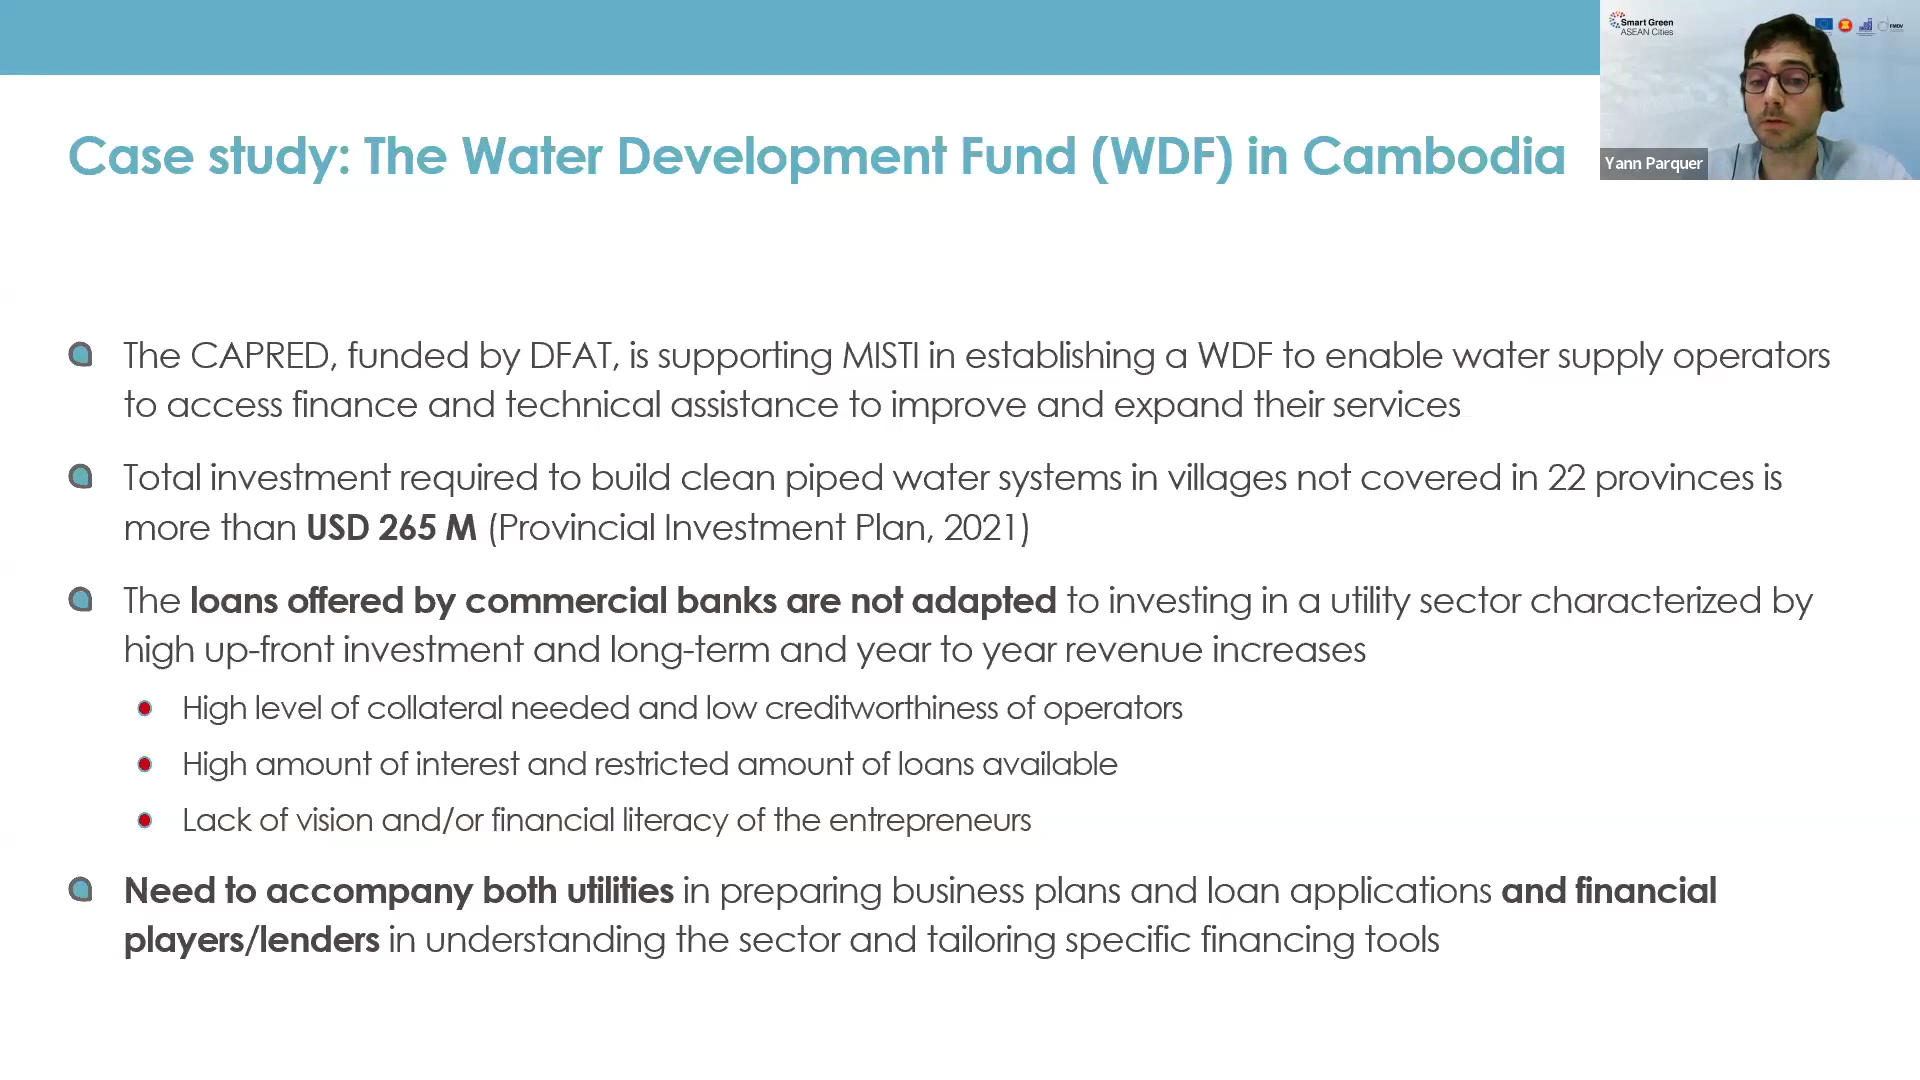 Smart Green
ASEAN Cities
FMDV
Yann Parquer
Case study: The Water Development Fund (WDF) in Cambodia
The CAPRED, funded by DFAT, is supporting MISTI in establishing a WDF to enable water supply operators
to access finance and technical assistance to improve and expand their services
Total investment required to build clean piped water systems in villages not covered in 22 provinces is
more than USD 265 M (Provincial Investment Plan, 2021)
The loans offered by commercial banks are not adapted to investing in a utility sector characterized by
high up-front investment and long-term and year to year revenue increases
High level of collateral needed and low creditworthiness of operators
High amount of interest and restricted amount of loans available
Lack of vision and/or financial literacy of the entrepreneurs
Need to accompany both utilities in preparing business plans and loan applications and financial
players/lenders in understanding the sector and tailoring specific financing tools